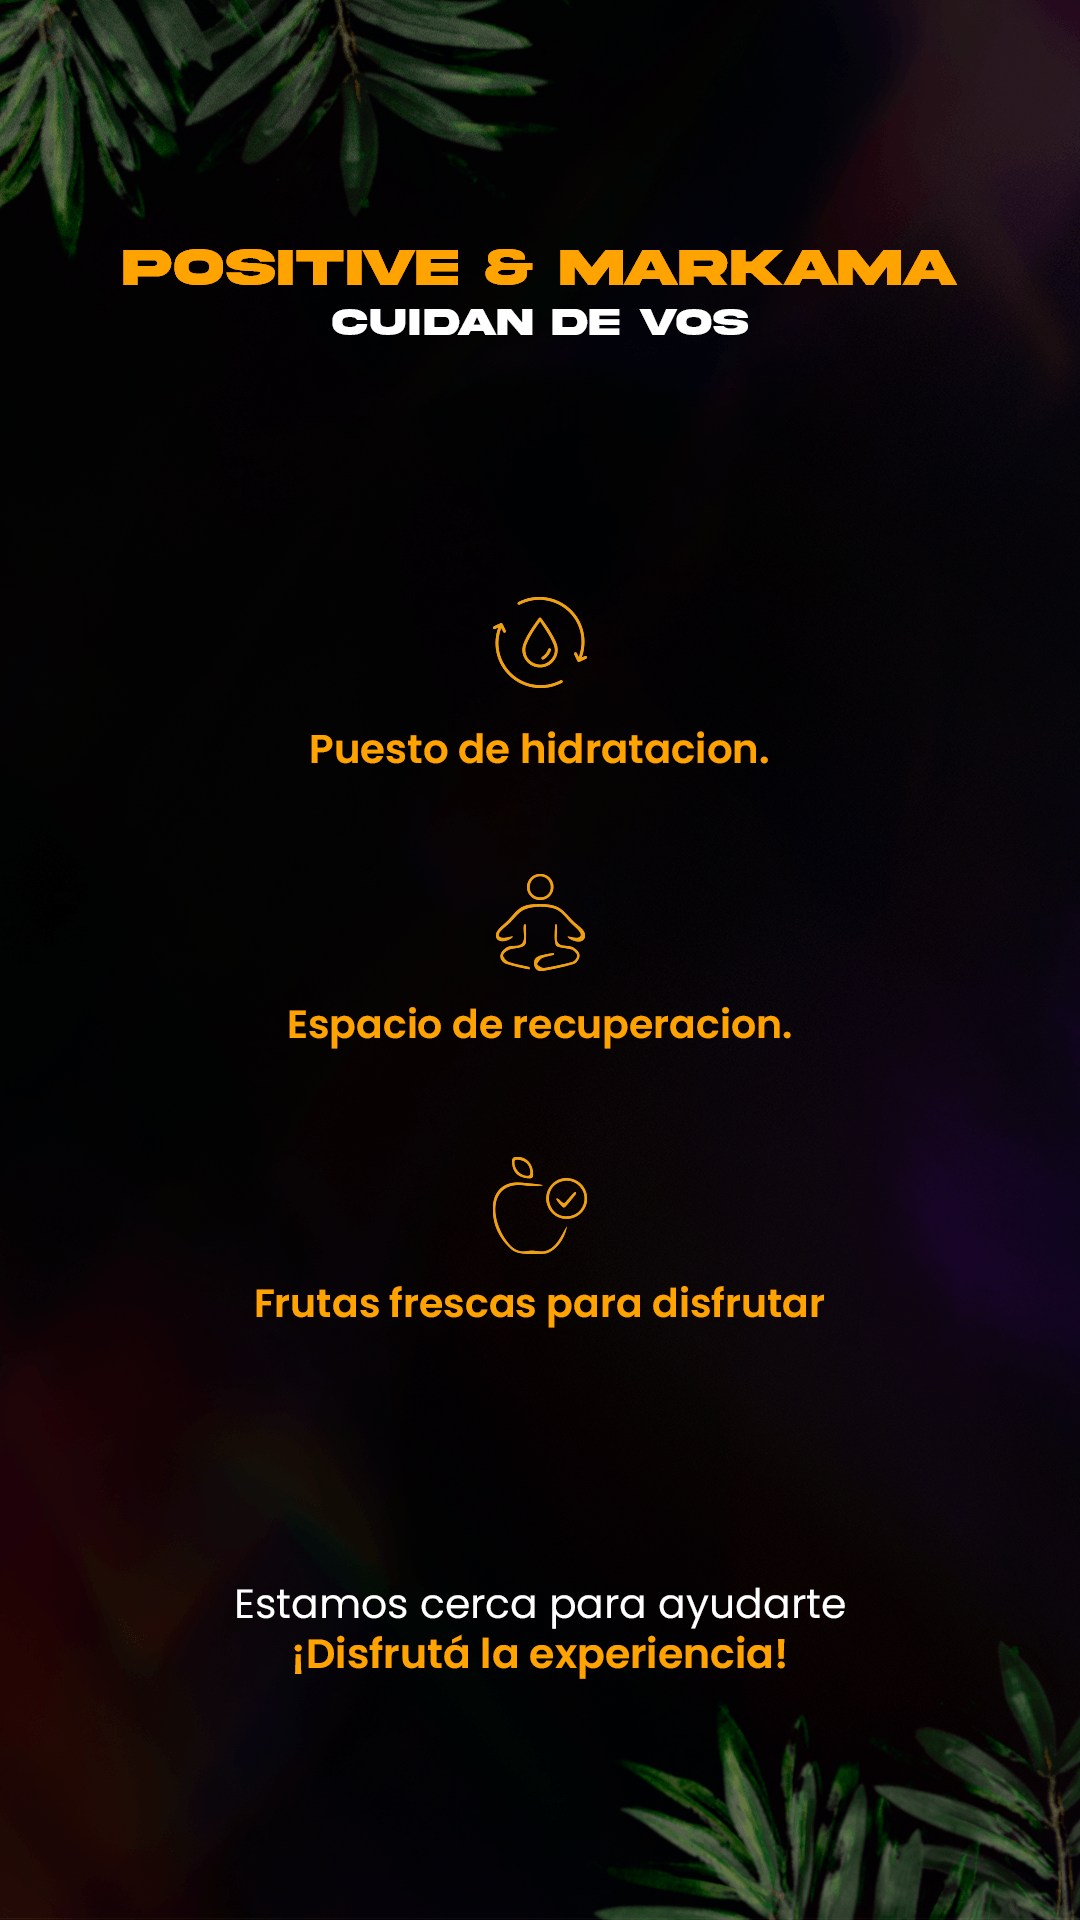 POSITIVE & MARKAMA
CUIDAN DE VOS
Puesto de hidratacion.
Espacio de recuperacion.
Frutas frescas para disfrutar
Estamos cerca para ayudarte
¡Disfrutá la experiencia!